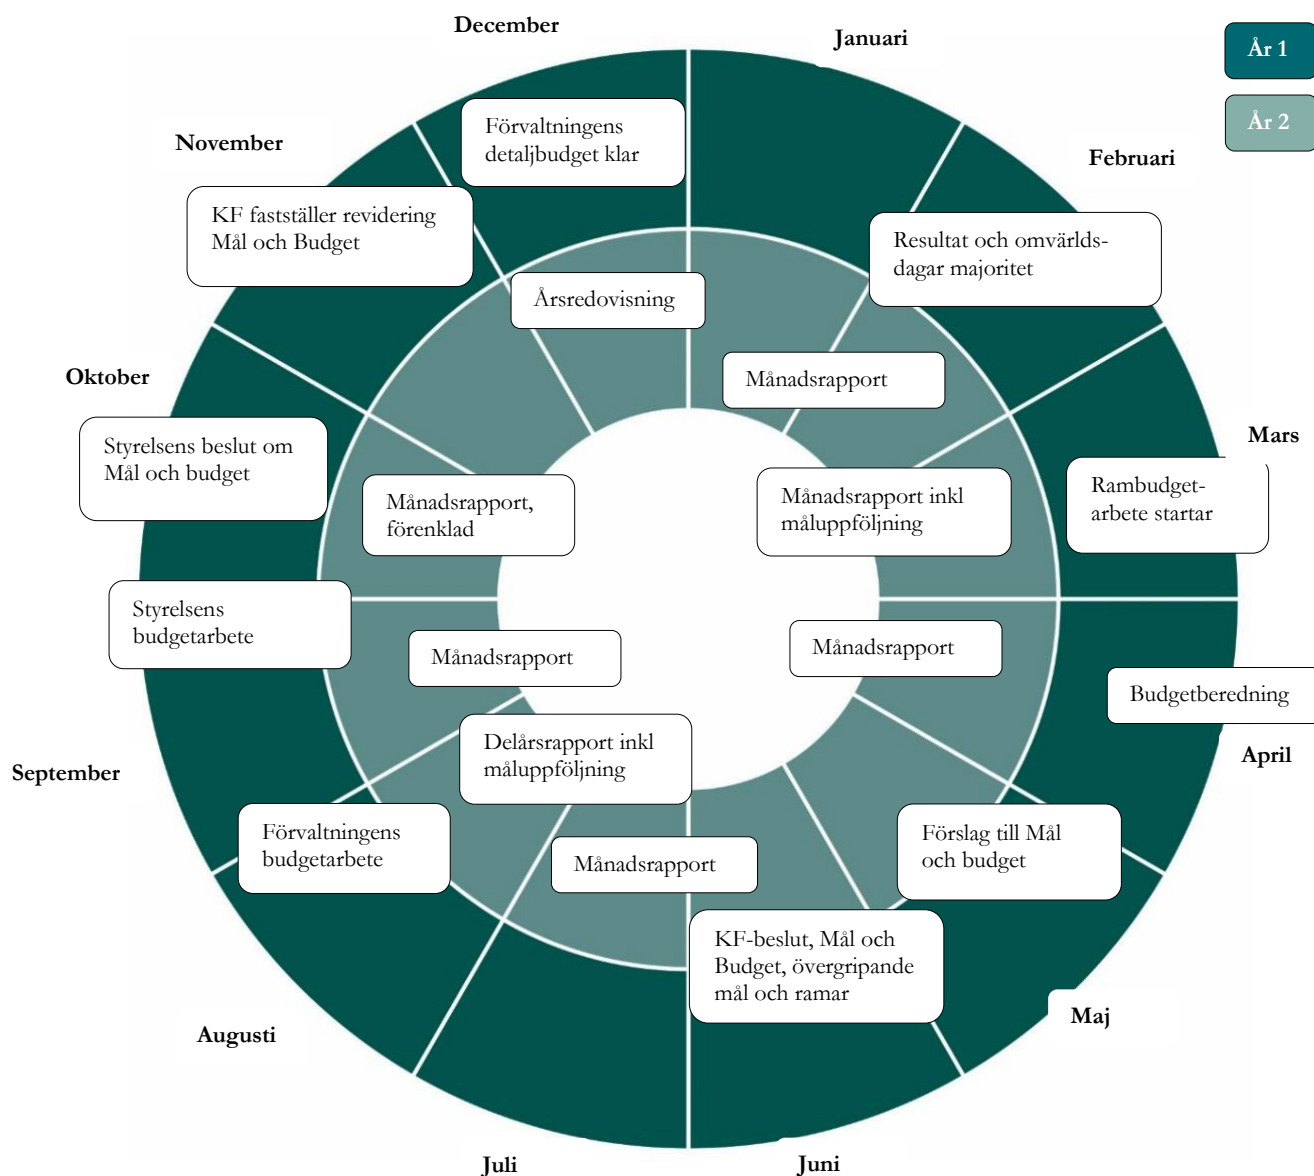 December
Januari
År 1
År 2
November
Februari
Förvaltningens
detaljbudget klar
KF fastställer revidering
Mål och Budget
Resultat och omvärlds-
dagar majoritet
Årsredovisning
Månadsrapport
Oktober
Mars
Styrelsens beslut om
Mål och budget
Månadsrapport,
förenklad
Månadsrapport inkl
måluppföljning
Rambudget-
arbete startar
Styrelsens
budgetarbete
Månadsrapport
Månadsrapport
Budgetberedning
Delårsrapport inkl
måluppföljning
September
April
Förvaltningens
budgetarbete
Månadsrapport
Förslag till Mål
och budget
KF-beslut, Mål och
Budget, övergripande
mål och ramar
Augusti
Maj
Juli
Juni